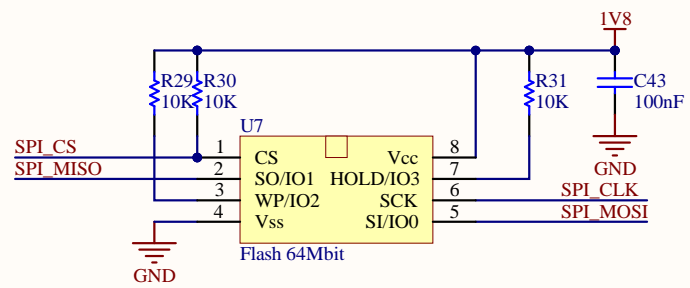 1V8
R29 R30 R31 C43
10K 10K 10K 100nF
U7
GND
SPI_CS 1 CS Vcc 8
SPI_MISO 2 SO/IO1 HOLD/IO3 7
3 WP/IO2 SCK 6 SPI_CLK
4 Vss SI/IO0 5 SPI_MOSI
Flash 64Mbit
GND